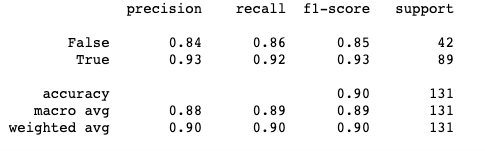 precision recall f1-score support
False 0.84 0.86 0.85 42
True 0.93 0.92 0.93 89
accuracy 0.90 131
macro avg 0.88 0.89 0.89 131
weighted avg 0.90 0.90 0.90 131